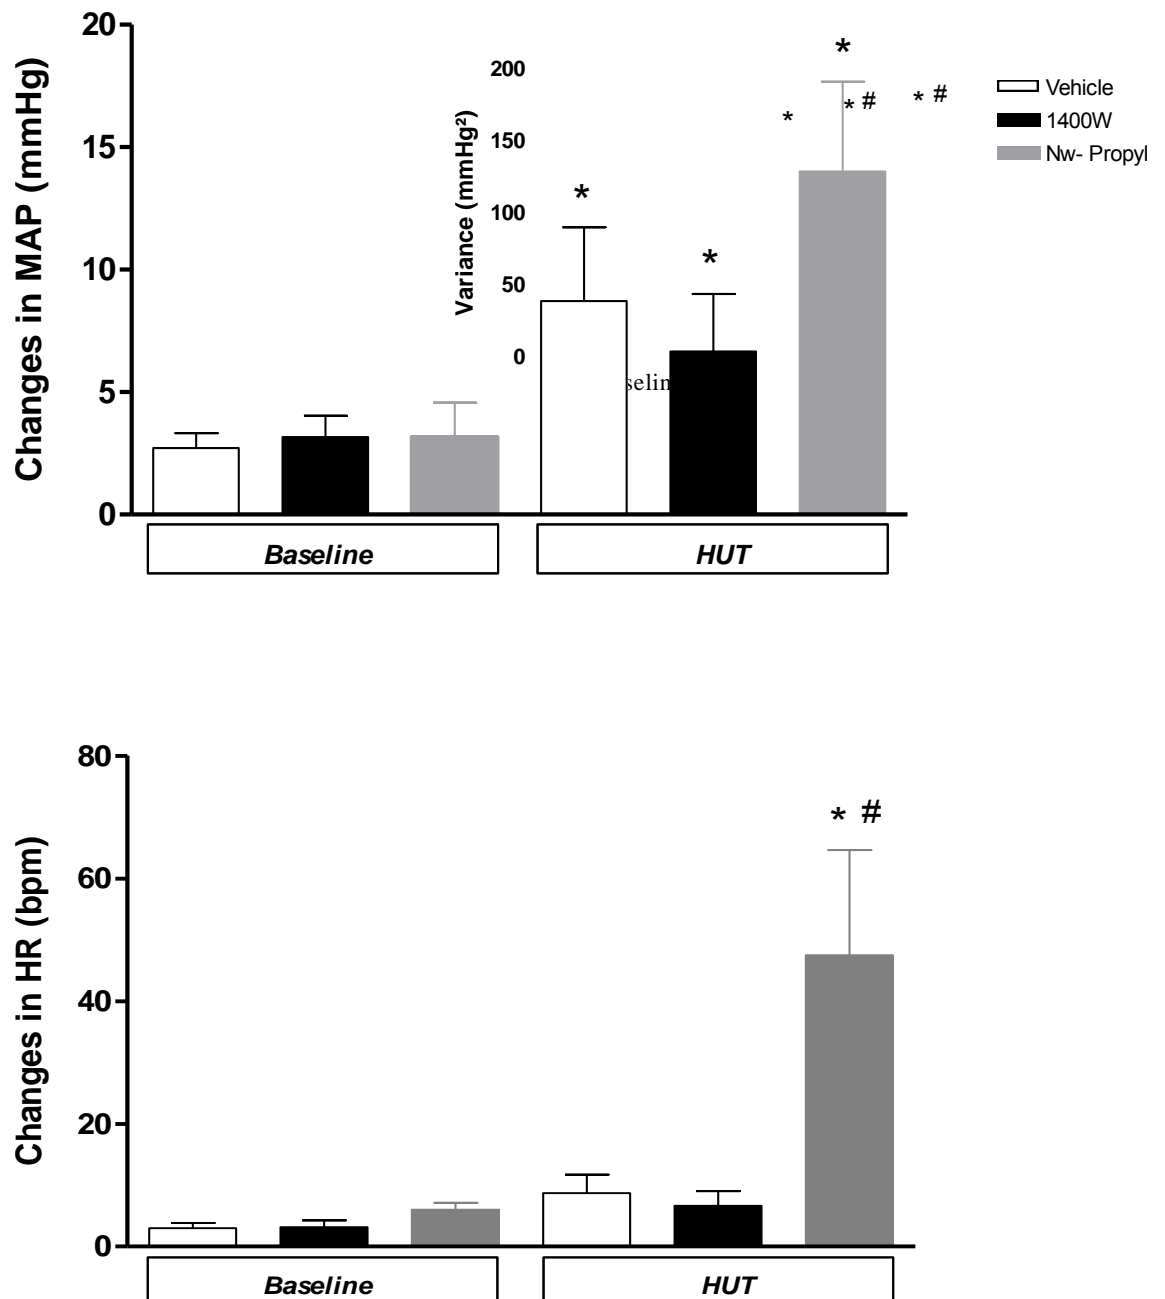 20
15
10
5
0
Changes in MAP (mmHg)
200
150
100
50
0
Variance (mmHg²)
*
*
*
*
* #
* #
selin
Vehicle
1400W
Nw- Propyl
Baseline
HUT
80
60
40
20
0
Changes in HR (bpm)
* #
Baseline
HUT